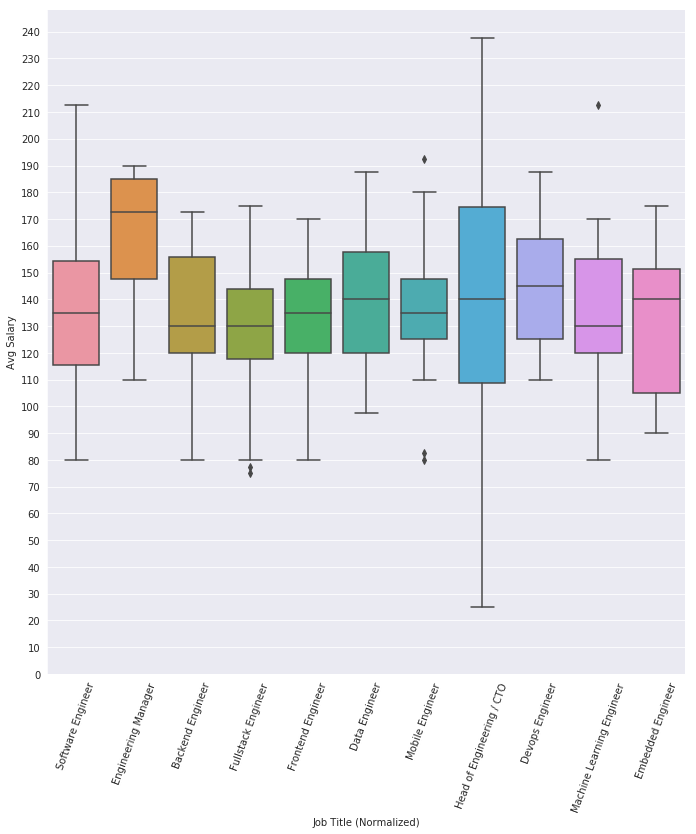 240
230
220
210
200
190
180
170
160
150
140
130
120
110
100
90
80
70
60
50
40
30
20
10
0
Avg Salary
Software Engineer
Engineering Manager
Backend Engineer
Fullstack Engineer
Frontend Engineer
Data Engineer
Mobile Engineer
Head of Engineering / CTO
Devops Engineer
Machine Learning Engineer
Embedded Engineer
Job Title (Normalized)